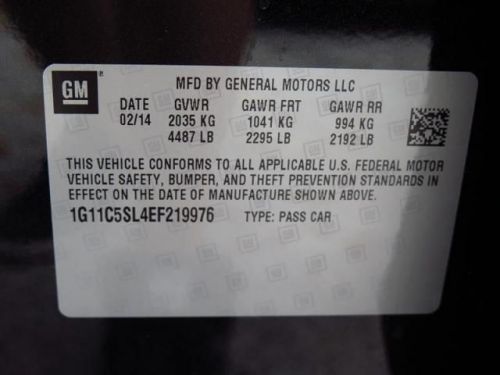 GM
MFD BY GENERAL MOTORS LLC
DATE GVWR GAWR FRT GAWR RR
02/14 2035 KG 1041 KG 994 KG
4487 LB 2295 LB 2192 LB
THIS VEHICLE CONFORMS TO ALL APPLICABLE U.S. FEDERAL MOTOR
VEHICLE SAFETY, BUMPER, AND THEFT PREVENTION STANDARDS IN
EFFECT ON THE DATE OF MANUFACTURE SHOWN ABOVE.
1G11C5SL4EF219976 TYPE: PASS CAR